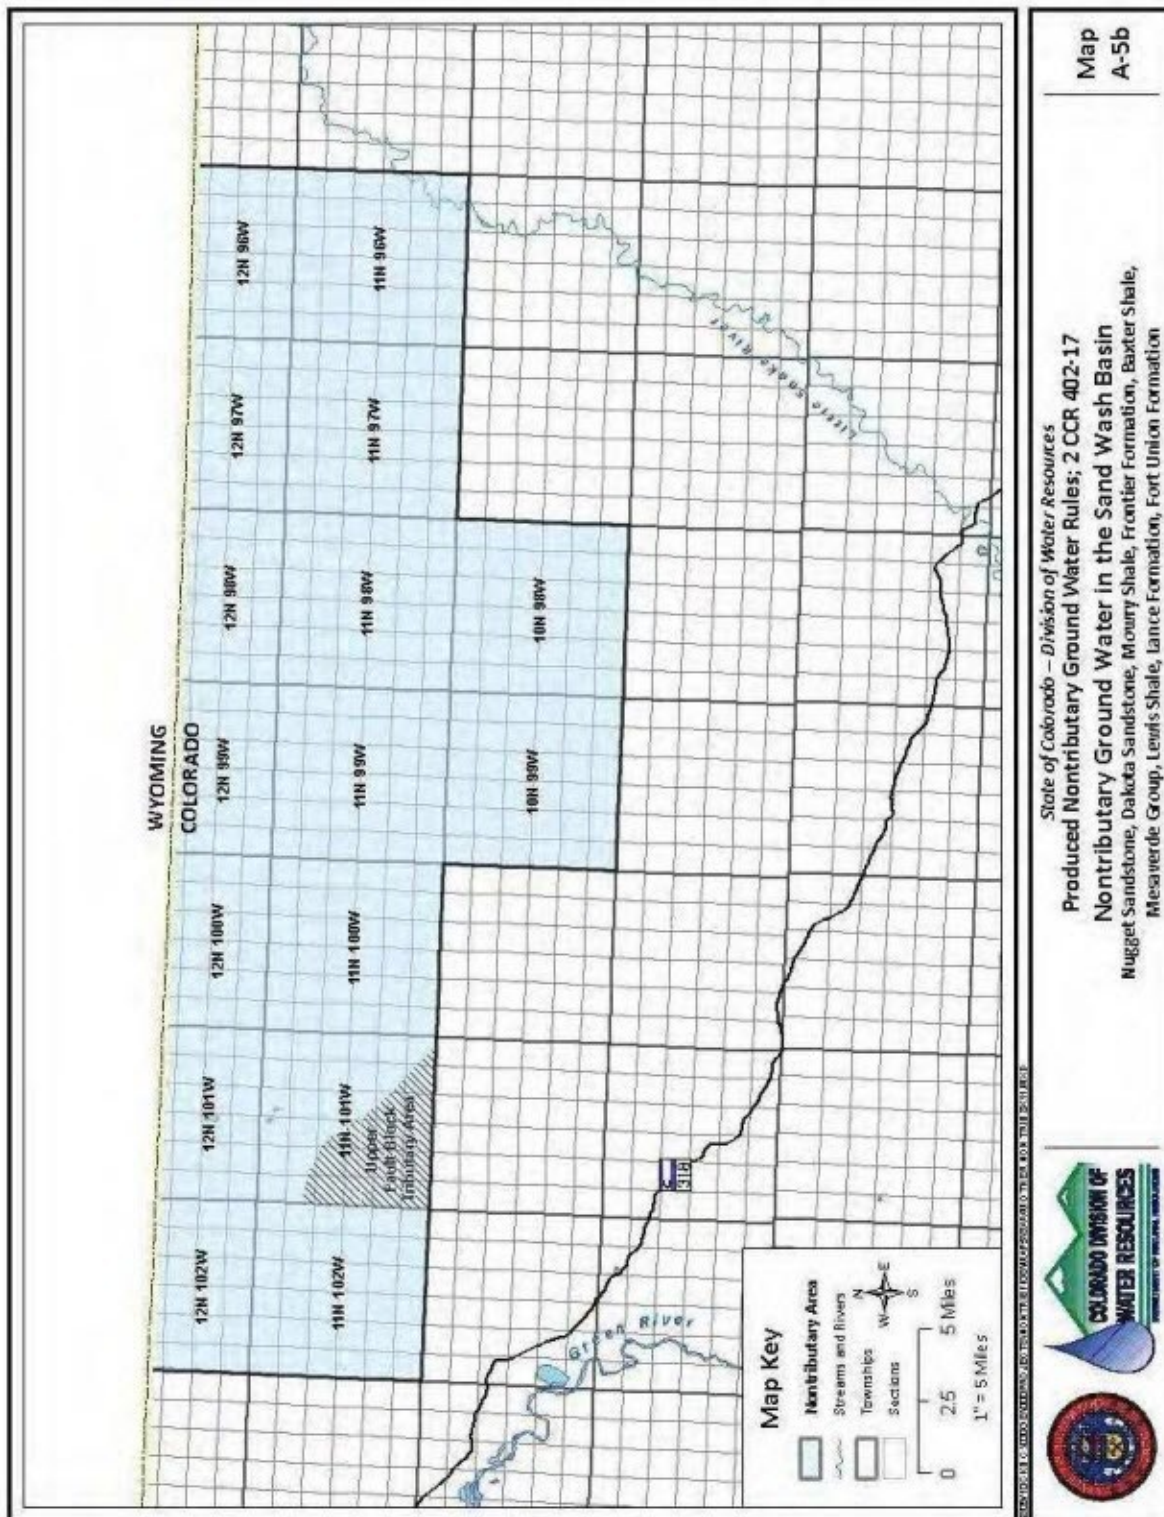 WYOMING
COLORADO
12N 102W
12N 101W
12N 100W
12N 99W
12N 98W
12N 97W
12N 96W
11N 102W
11N 101W
11N 100W
11N 99W
11N 98W
11N 97W
11N 96W
Upper
Fault Block
Tributary Area
10N 99W
10N 98W
Little Snake River
Green River
318
Map Key
Nontributary Area
Streams and Rivers
Townships
Sections
N
W E
S
0 2.5 5 Miles
1" = 5 Miles
COLORADO DIVISION OF
WATER RESOURCES
State of Colorado – Division of Water Resources
Produced Nontributary Ground Water Rules; 2 CCR 402-17
Nontributary Ground Water in the Sand Wash Basin
Nugget Sandstone, Dakota Sandstone, Mowry Shale, Frontier Formation, Baxter Shale,
Mesaverde Group, Lewis Shale, Lance Formation, Fort Union Formation
Map
A-5b